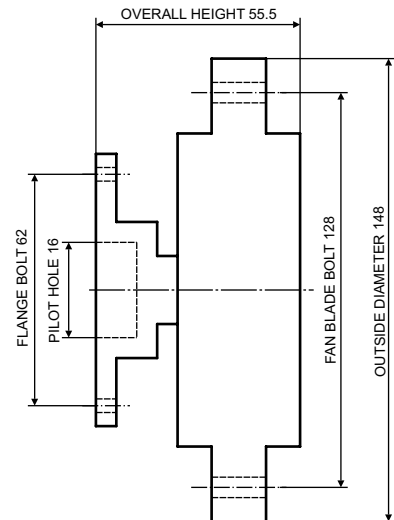 OVERALL HEIGHT 55.5
FLANGE BOLT 62
PILOT HOLE 16
FAN BLADE BOLT 128
OUTSIDE DIAMETER 148